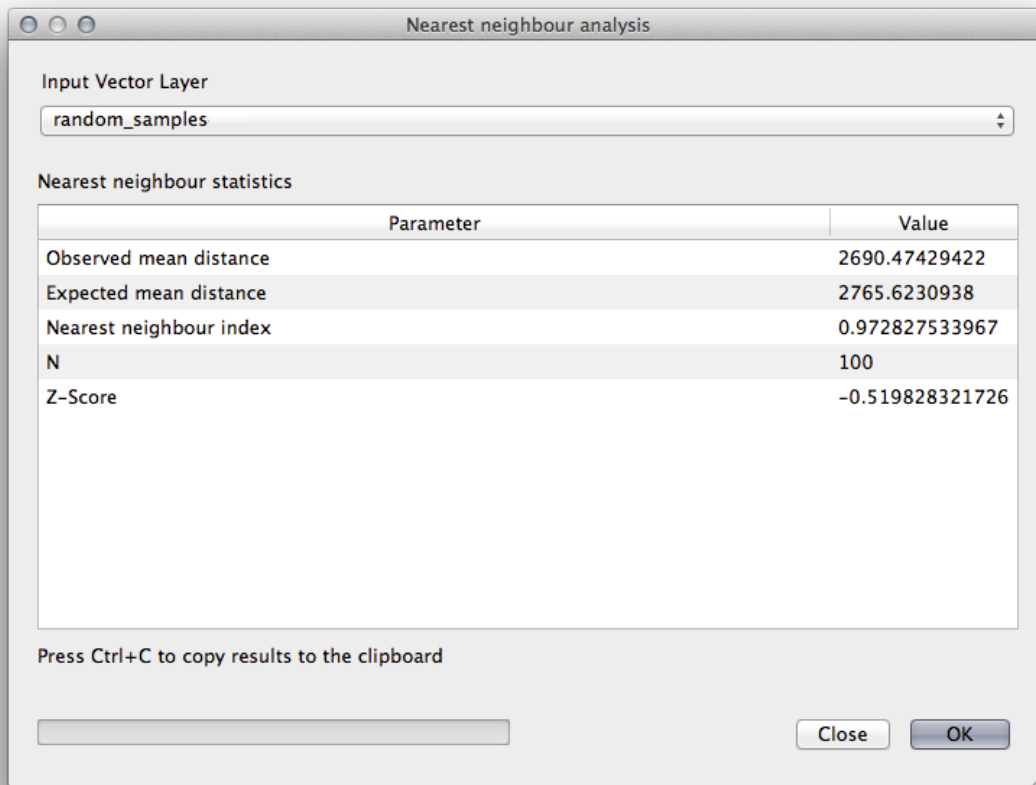 Nearest neighbour analysis
Input Vector Layer
random_samples
Nearest neighbour statistics
Parameter Value
Observed mean distance 2690.47429422
Expected mean distance 2765.6230938
Nearest neighbour index 0.972827533967
N 100
Z-Score -0.519828321726
Press Ctrl+C to copy results to the clipboard
Close OK